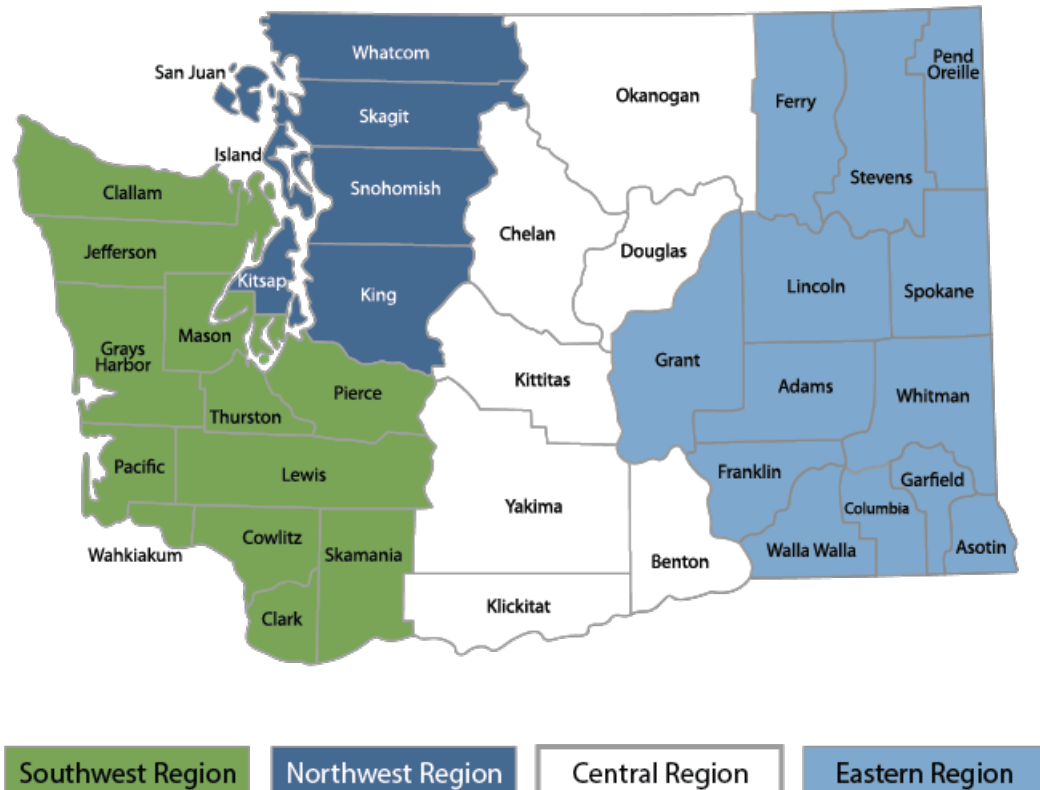 Whatcom
Pend
Oreille
San Juan
Okanogan
Ferry
Skagit
Island
Stevens
Snohomish
Clallam
Chelan
Douglas
Jefferson
Kitsap
King
Lincoln
Spokane
Mason
Grays
Harbor
Grant
Kittitas
Adams
Pierce
Whitman
Thurston
Pacific
Lewis
Franklin
Garfield
Yakima
Columbia
Cowlitz
Wahkiakum
Skamania
Walla Walla
Asotin
Benton
Klickitat
Clark
Southwest Region
Northwest Region
Central Region
Eastern Region